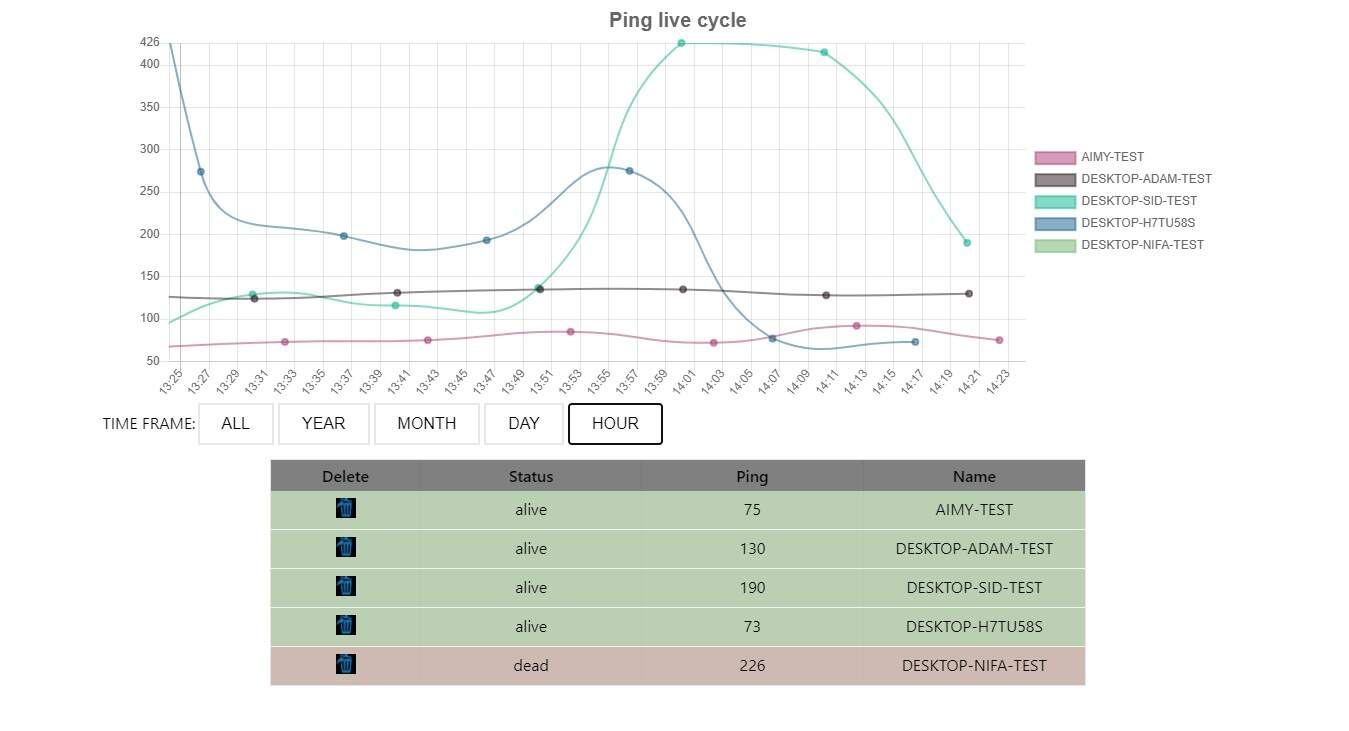 Ping live cycle
426
400
350
300
250
200
150
100
50
13:25 13:27 13:29 13:31 13:33 13:35 13:37 13:39 13:41 13:43 13:45 13:47 13:49 13:51 13:53 13:55 13:57 13:59 14:01 14:03 14:05 14:07 14:09 14:11 14:13 14:15 14:17 14:19 14:21 14:23
AIMY-TEST
DESKTOP-ADAM-TEST
DESKTOP-SID-TEST
DESKTOP-H7TU58S
DESKTOP-NIFA-TEST
TIME FRAME: ALL YEAR MONTH DAY HOUR
Delete Status Ping Name
alive 75 AIMY-TEST
alive 130 DESKTOP-ADAM-TEST
alive 190 DESKTOP-SID-TEST
alive 73 DESKTOP-H7TU58S
dead 226 DESKTOP-NIFA-TEST